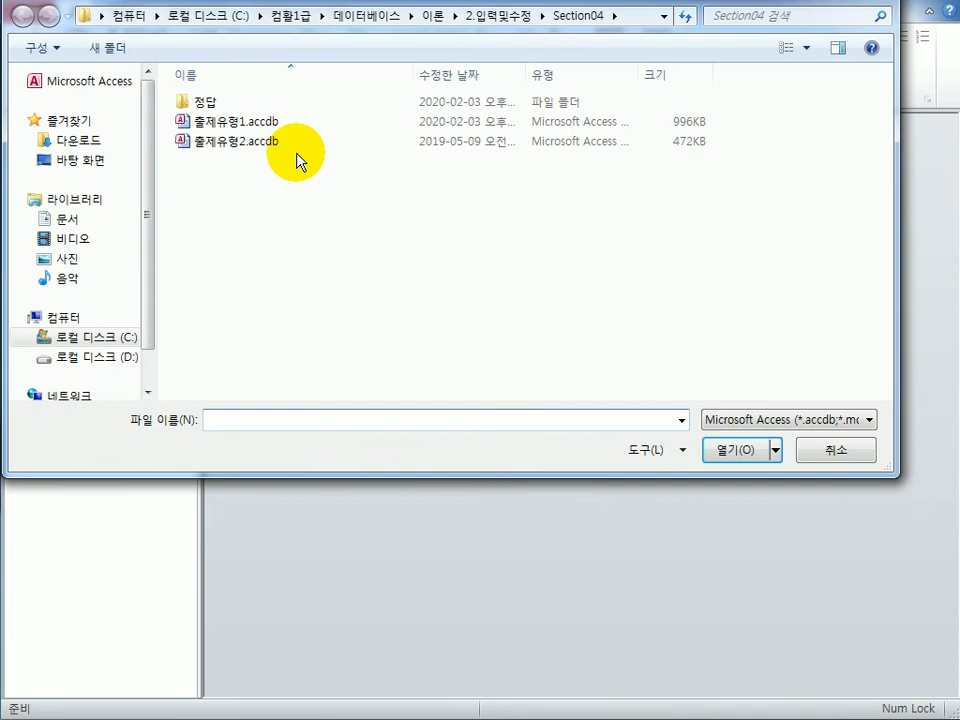 컴퓨터 로컬 디스크 (C:) 컴활1급 데이터베이스 이론 2.입력및수정 Section04 Section04 검색
구성 새 폴더
이름 수정한 날짜 유형 크기
Microsoft Access
정답 2020-02-03 오후... 파일 폴더
출제유형1.accdb 2020-02-03 오후... Microsoft Access ... 996KB
출제유형2.accdb 2019-05-09 오전... Microsoft Access ... 472KB
즐겨찾기
다운로드
바탕 화면
라이브러리
문서
비디오
사진
음악
컴퓨터
로컬 디스크 (C:)
로컬 디스크 (D:)
네트워크
파일 이름(N): Microsoft Access (*.accdb;*.mc
도구(L) 열기(O) 취소
준비 Num Lock